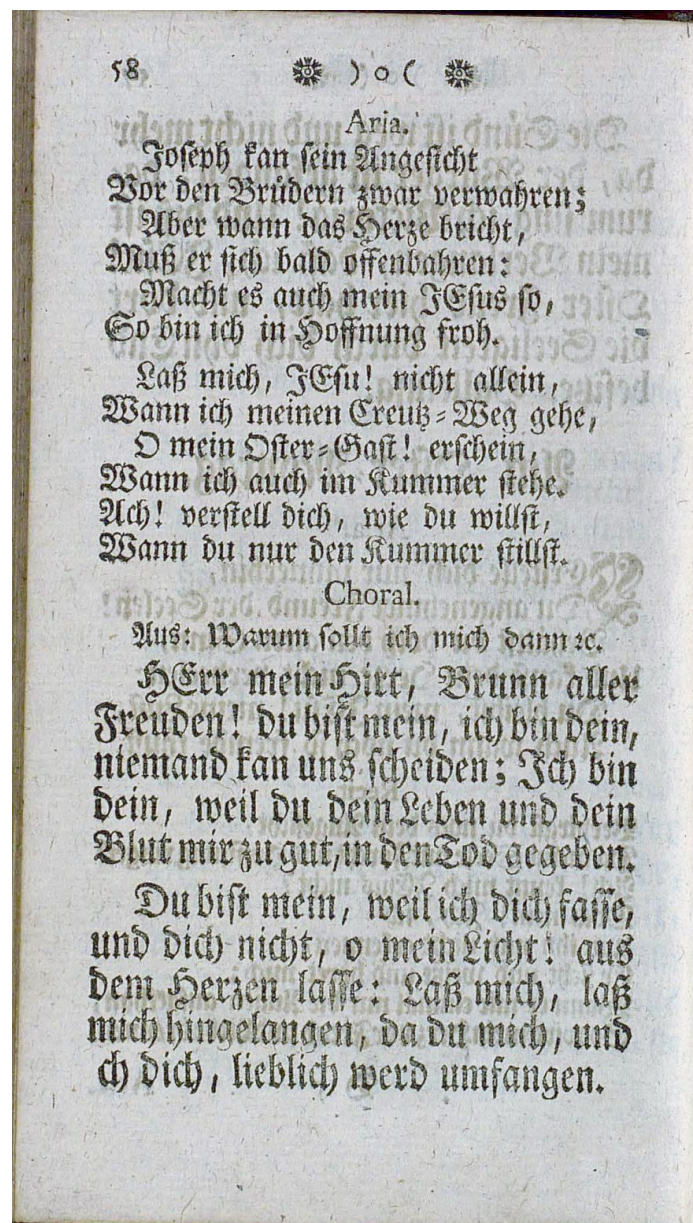 58 ❋ ) o ( ❋
Aria.
Joseph kan sein Angesicht
Vor den Brüdern zwar verwahren;
Aber wann das Herze bricht,
Muß er sich bald offenbahren:
Macht es auch mein JEsus so,
So bin ich in Hoffnung froh.
Laß mich, JEsu! nicht allein,
Wann ich meinen Creutz-Weg gehe,
O mein Oster-Gast! erschein,
Wann ich auch im Kummer stehe.
Ach! verstell dich, wie du willst,
Wann du nur den Kummer stillst.
Choral.
Aus: Warum sollt ich mich dann ꝛc.
HErr mein Hirt, Brunn aller
Freuden! du bist mein, ich bin dein,
niemand kan uns scheiden; Ich bin
dein, weil du dein Leben und dein
Blut mir zu gut, in den Tod gegeben.
Du bist mein, weil ich dich fasse,
und dich nicht, o mein Licht! aus
dem Herzen lasse: Laß mich, laß
mich hingelangen, da du mich, und
ch dich, lieblich werd umfangen.